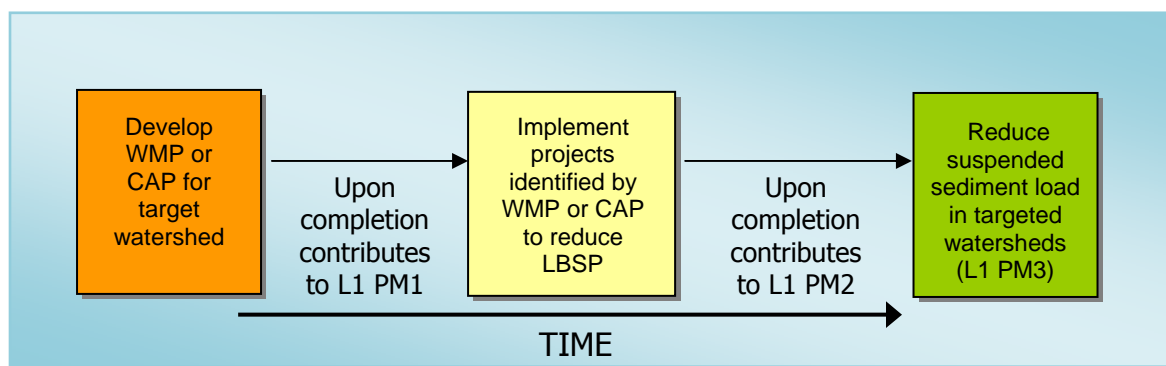 Develop
WMP or
CAP for
target
watershed
Upon
completion
contributes
to L1 PM1
Implement
projects
identified by
WMP or CAP
to reduce
LBSP
Upon
completion
contributes
to L1 PM2
Reduce
suspended
sediment load
in targeted
watersheds
(L1 PM3)
TIME